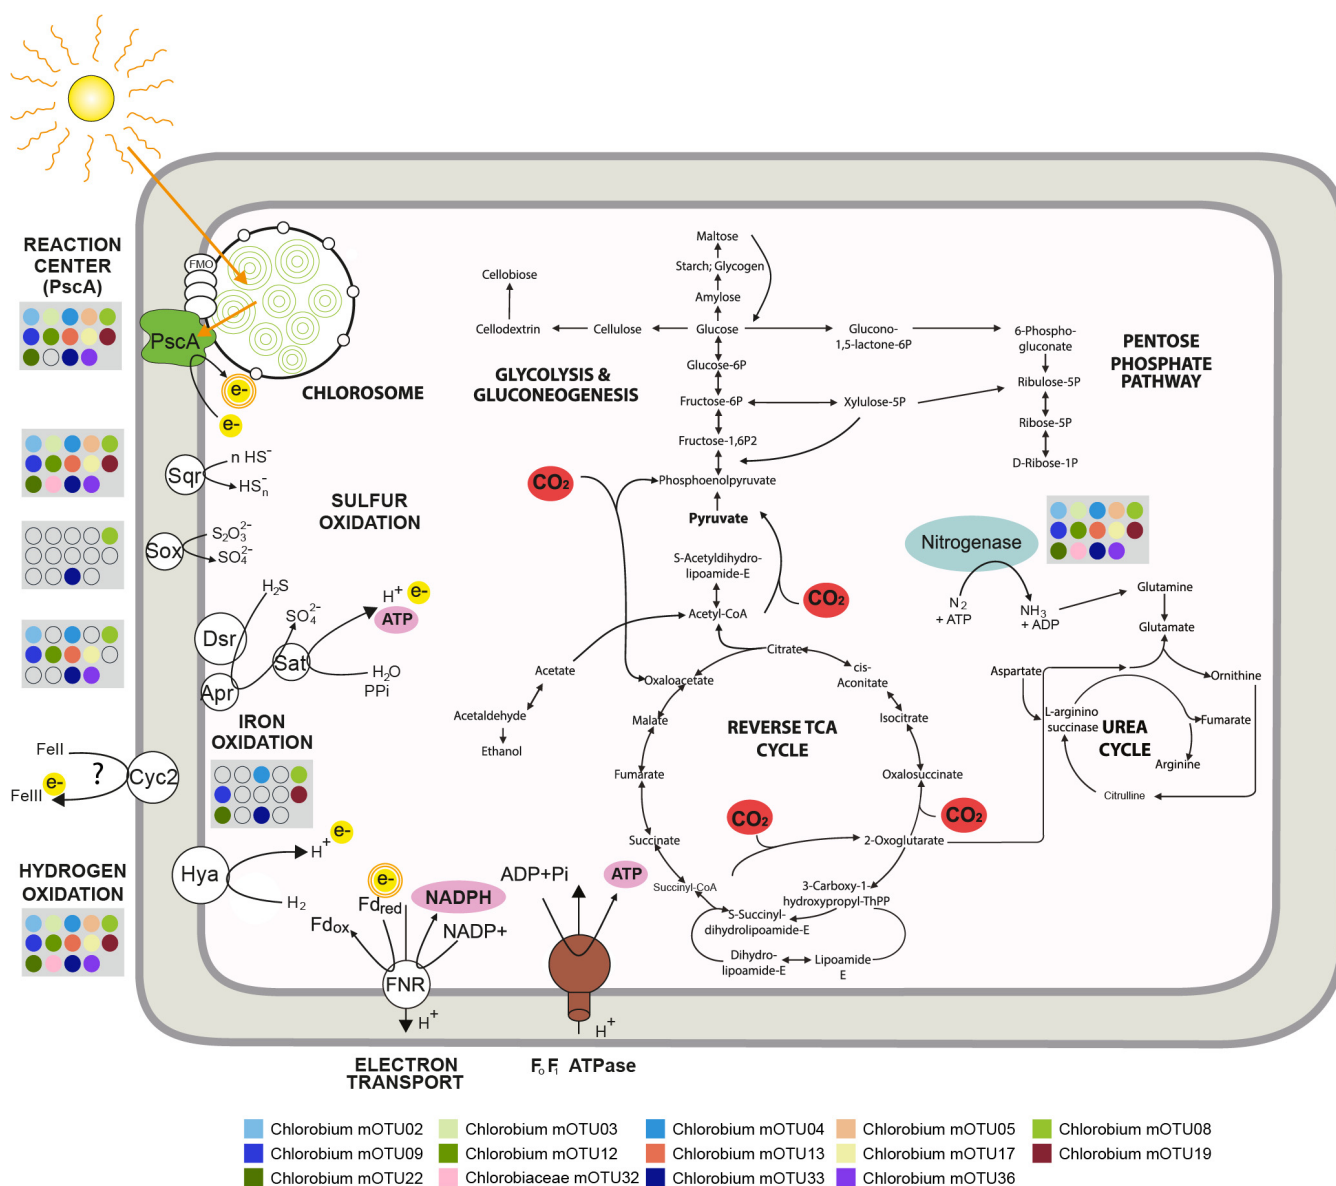 REACTION
CENTER
(PscA)
FMO
PscA
e-
e-
CHLOROSOME
Sqr
n HS⁻
HSₙ⁻
SULFUR
OXIDATION
Sox
S₂O₃²⁻
SO₄²⁻
H₂S
Dsr
SO₄²⁻
H⁺ e-
ATP
Sat
H₂O
PPi
Apr
IRON
OXIDATION
FeII
?
e-
FeIII
Cyc2
HYDROGEN
OXIDATION
Hya
H⁺
e-
H₂
e-
Fdred
Fdox
NADPH
NADP+
FNR
H⁺
ELECTRON
TRANSPORT
ADP+Pi
ATP
H⁺
F₀F₁ ATPase
Maltose
Starch; Glycogen
Amylose
Cellobiose
Cellodextrin
Cellulose
Glucose
Glucono-
1,5-lactone-6P
6-Phospho-
gluconate
PENTOSE
PHOSPHATE
PATHWAY
GLYCOLYSIS &
GLUCONEOGENESIS
Glucose-6P
Fructose-6P
Xylulose-5P
Ribulose-5P
Ribose-5P
D-Ribose-1P
Fructose-1,6P2
CO₂
Phosphoenolpyruvate
Pyruvate
S-Acetyldihydro-
lipoamide-E
Acetyl-CoA
CO₂
Nitrogenase
N₂
+ ATP
NH₃
+ ADP
Glutamine
Glutamate
Aspartate
Ornithine
L-arginino
succinase
UREA
CYCLE
Fumarate
Arginine
Citrulline
Citrate
cis-
Aconitate
Acetate
Oxaloacetate
Acetaldehyde
Ethanol
Malate
REVERSE TCA
CYCLE
Isocitrate
Fumarate
Oxalosuccinate
CO₂
CO₂
Succinate
2-Oxoglutarate
Succinyl-CoA
3-Carboxy-1-
hydroxypropyl-ThPP
S-Succinyl-
dihydrolipoamide-E
Dihydro-
lipoamide-E
Lipoamide
E
Chlorobium mOTU02
Chlorobium mOTU03
Chlorobium mOTU04
Chlorobium mOTU05
Chlorobium mOTU08
Chlorobium mOTU09
Chlorobium mOTU12
Chlorobium mOTU13
Chlorobium mOTU17
Chlorobium mOTU19
Chlorobium mOTU22
Chlorobiaceae mOTU32
Chlorobium mOTU33
Chlorobium mOTU36